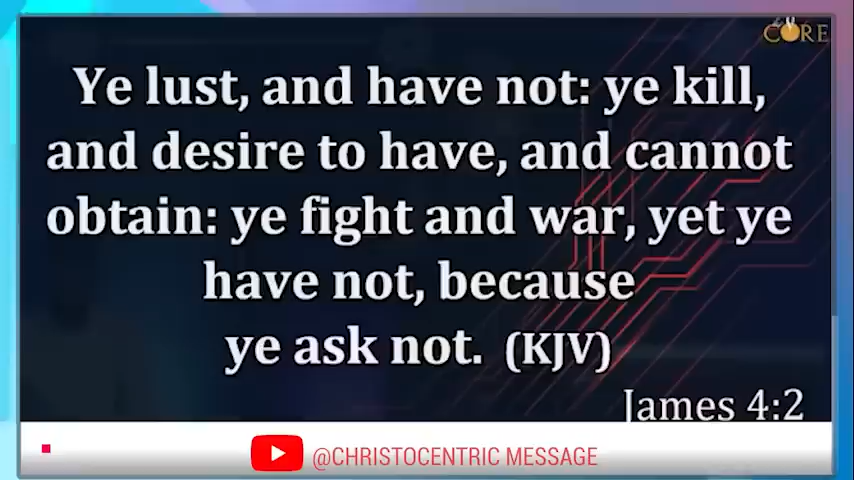 CORE
Ye lust, and have not: ye kill,
and desire to have, and cannot
obtain: ye fight and war, yet ye
have not, because
ye ask not. (KJV)
James 4:2
@CHRISTOCENTRIC MESSAGE